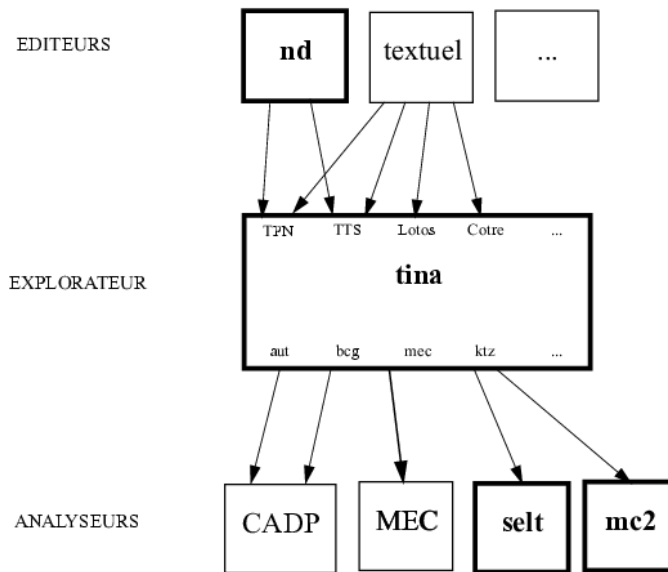 EDITEURS nd textuel ...
TPN TTS Lotos Cotre ...
EXPLORATEUR tina
aut bcg mec ktz ...
ANALYSEURS CADP MEC selt mc2